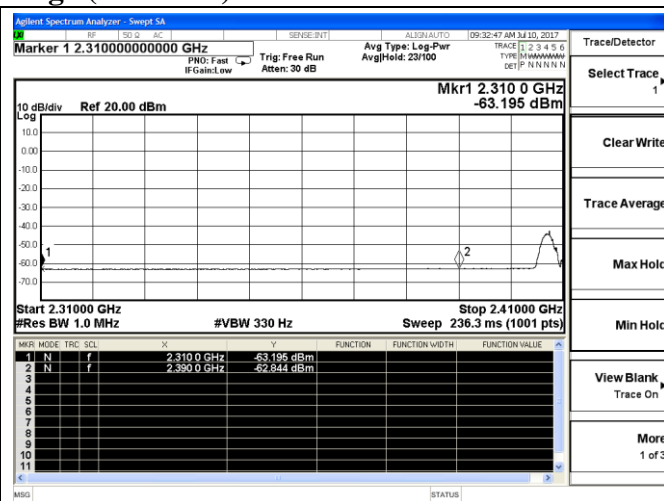 Agilent Spectrum Analyzer - Swept SA
RF 50 Ω AC SENSE:INT ALIGNAUTO 09:32:47 AM Jul 10, 2017
Marker 1 2.310000000000 GHz
PNO: Fast
IFGain:Low
Trig: Free Run
Atten: 30 dB
Avg Type: Log-Pwr
Avg|Hold: 23/100
TRACE 1 2 3 4 5 6
TYPE M W W W W W
DET P N N N N N
Mkr1 2.310 0 GHz
-63.195 dBm
10 dB/div Ref 20.00 dBm
Log
10.0
0.00
-10.0
-20.0
-30.0
-40.0
-50.0
-60.0
-70.0
1
2
Start 2.31000 GHz Stop 2.41000 GHz
#Res BW 1.0 MHz #VBW 330 Hz Sweep 236.3 ms (1001 pts)
MKR MODE TRC SCL X Y FUNCTION FUNCTION WIDTH FUNCTION VALUE
1 N f 2.310 0 GHz -63.195 dBm
2 N f 2.390 0 GHz -62.844 dBm
3
4
5
6
7
8
9
10
11
MSG STATUS
Trace/Detector
Select Trace
1
Clear Write
Trace Average
Max Hold
Min Hold
View Blank
Trace On
More
1 of 3